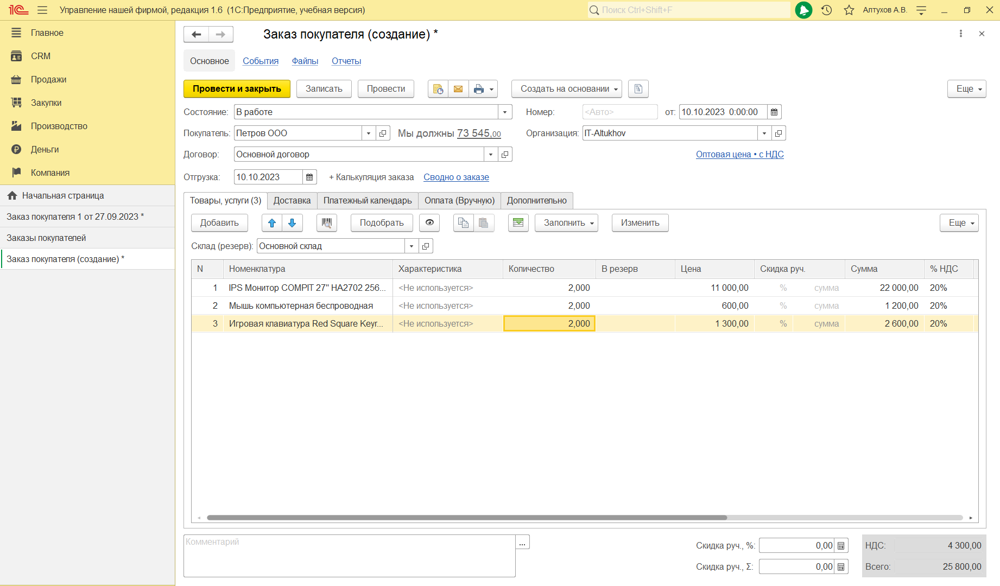 1С Управление нашей фирмой, редакция 1.6 (1С:Предприятие, учебная версия) Поиск Ctrl+Shift+F Алтухов А.В.
Главное
CRM
Продажи
Закупки
Производство
Деньги
Компания
Начальная страница
Заказ покупателя 1 от 27.09.2023 *
Заказы покупателей
Заказ покупателя (создание) *
Заказ покупателя (создание) *
Основное События Файлы Отчеты
Провести и закрыть Записать Провести Создать на основании Еще
Состояние: В работе Номер: <Авто> от: 10.10.2023 0:00:00
Покупатель: Петров ООО Мы должны 73 545,00 Организация: IT-Altukhov
Договор: Основной договор Оптовая цена • с НДС
Отгрузка: 10.10.2023 + Калькуляция заказа Сводно о заказе
Товары, услуги (3) Доставка Платежный календарь Оплата (Вручную) Дополнительно
Добавить Подобрать Заполнить Изменить Еще
Склад (резерв): Основной склад
N Номенклатура Характеристика Количество В резерв Цена Скидка руч. Сумма % НДС
1 IPS Монитор COMPIT 27" HA2702 256... <Не используется> 2,000 11 000,00 % сумма 22 000,00 20%
2 Мышь компьютерная беспроводная <Не используется> 2,000 600,00 % сумма 1 200,00 20%
3 Игровая клавиатура Red Square Keyr... <Не используется> 2,000 1 300,00 % сумма 2 600,00 20%
Комментарий ... Скидка руч., %: 0,00 НДС: 4 300,00
Скидка руч., Σ: 0,00 Всего: 25 800,00